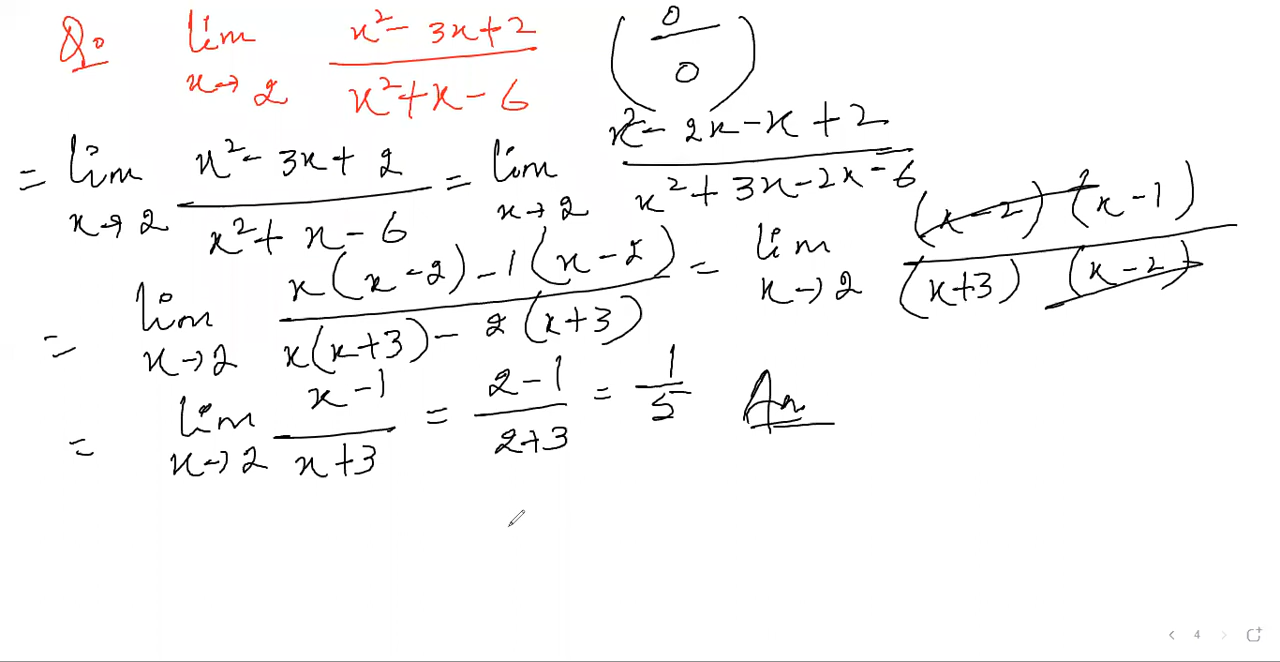 Q. lim x→2 (x² - 3x + 2)/(x² + x - 6) (0/0)
= lim x→2 (x² - 3x + 2)/(x² + x - 6) = lim x→2 (x² - 2x - x + 2)/(x² + 3x - 2x - 6)
= lim x→2 (x(x-2) - 1(x-2))/(x(x+3) - 2(x+3)) = lim x→2 ((x-2)(x-1))/((x+3)(x-2))
= lim x→2 (x-1)/(x+3) = (2-1)/(2+3) = 1/5 An
4